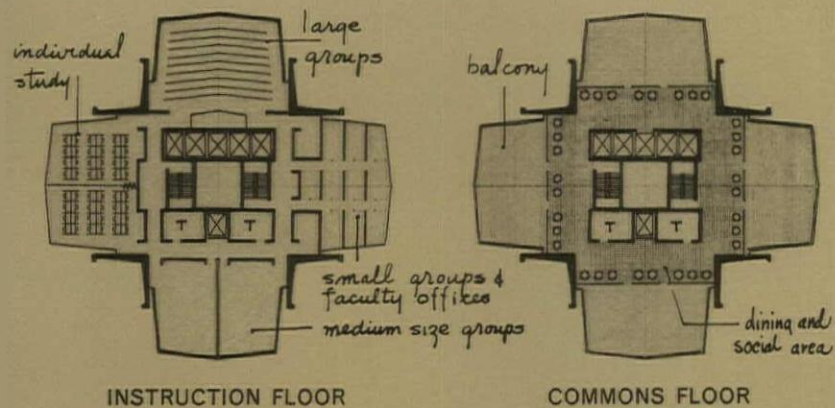 individual
study
large
groups
small groups &
faculty offices
medium size groups
T
T
INSTRUCTION FLOOR
balcony
T
T
dining and
social area
COMMONS FLOOR